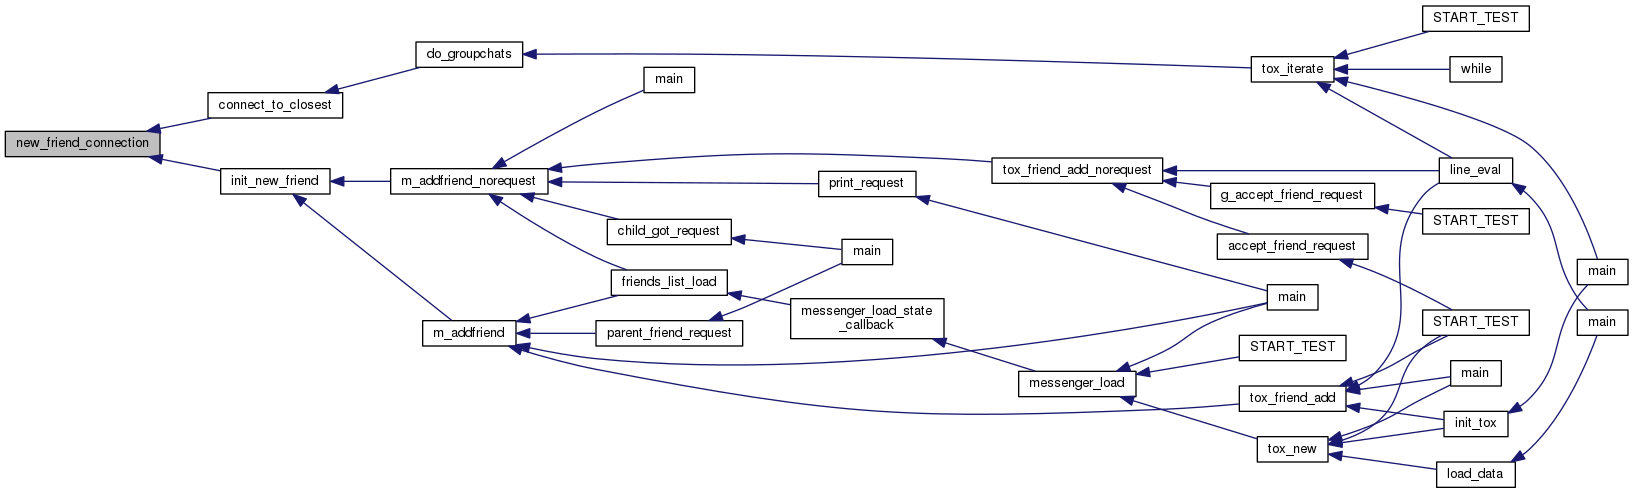 START_TEST
do_groupchats
tox_iterate
while
main
connect_to_closest
new_friend_connection
init_new_friend
m_addfriend_norequest
print_request
tox_friend_add_norequest
line_eval
g_accept_friend_request
START_TEST
child_got_request
main
accept_friend_request
main
friends_list_load
messenger_load_state
_callback
main
main
START_TEST
m_addfriend
parent_friend_request
START_TEST
messenger_load
main
tox_friend_add
init_tox
tox_new
load_data